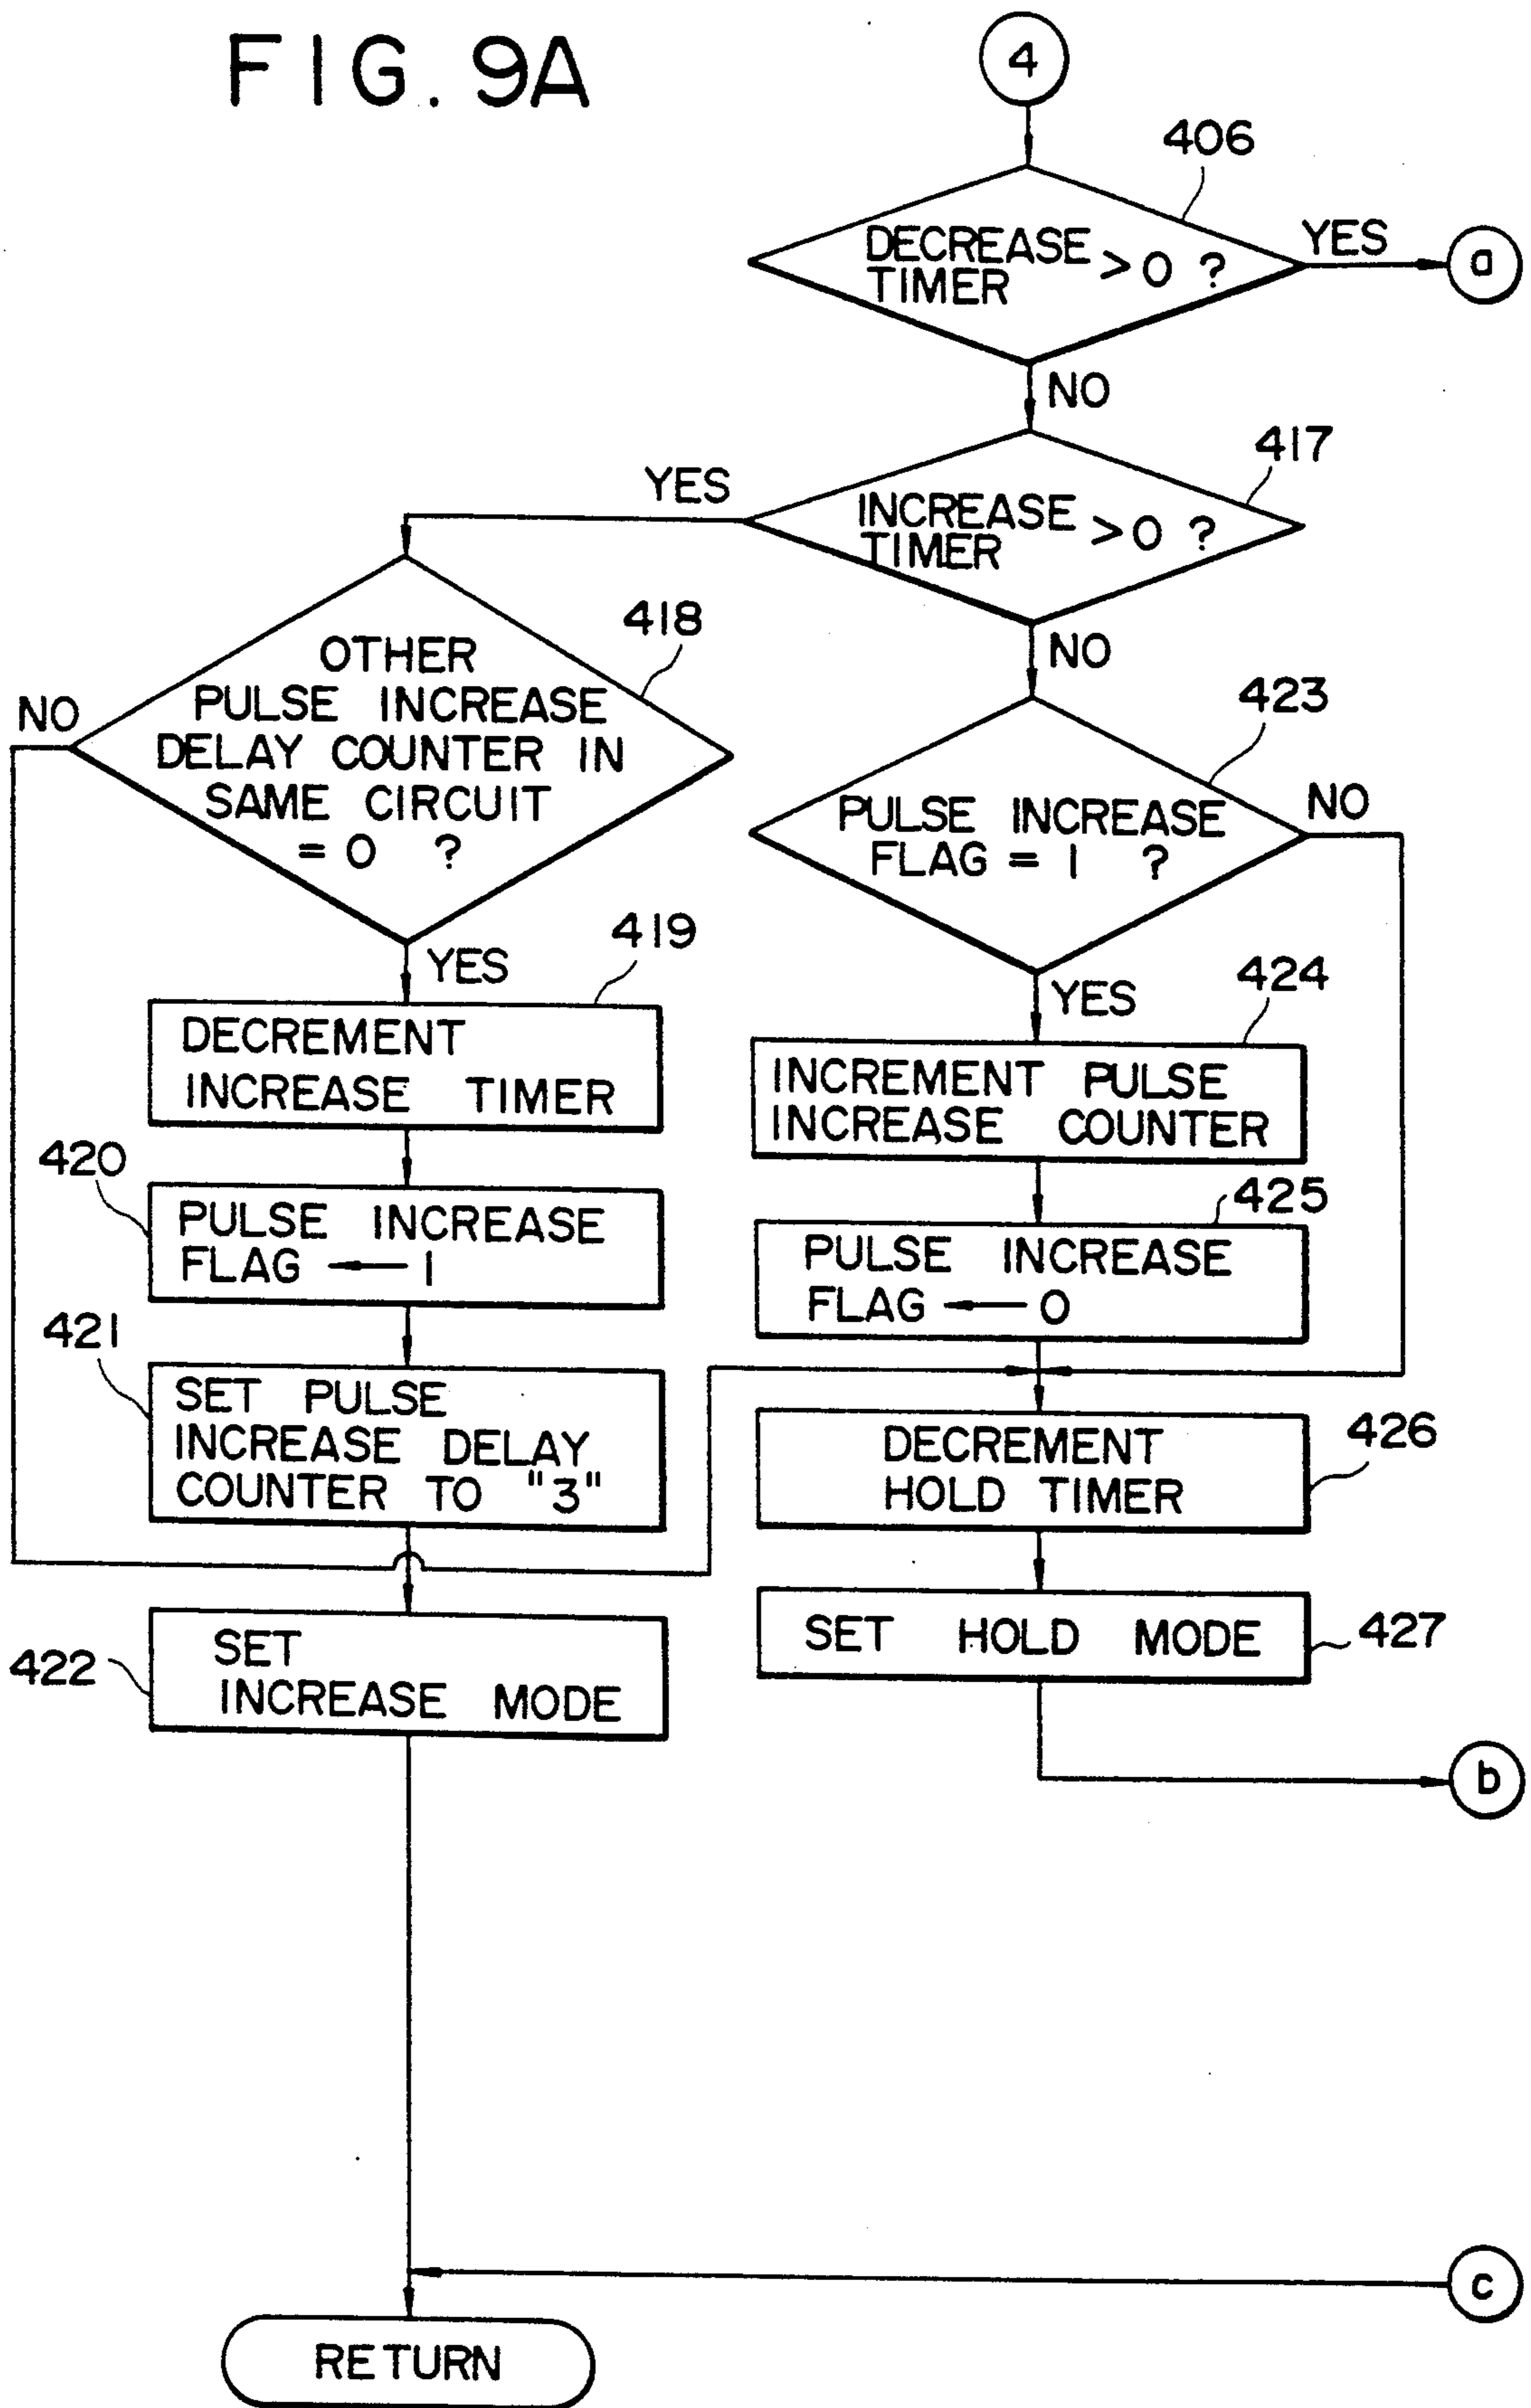 FIG. 9A
4
406
DECREASE
TIMER > 0 ?
YES
a
NO
417
YES
INCREASE
TIMER > 0 ?
418
NO
OTHER
PULSE INCREASE
DELAY COUNTER IN
SAME CIRCUIT
= 0 ?
NO
423
PULSE INCREASE
FLAG = 1 ?
NO
YES
419
DECREMENT
INCREASE TIMER
YES
424
INCREMENT PULSE
INCREASE COUNTER
420
PULSE INCREASE
FLAG ← 1
425
PULSE INCREASE
FLAG ← 0
421
SET PULSE
INCREASE DELAY
COUNTER TO "3"
DECREMENT
HOLD TIMER
426
422
SET
INCREASE MODE
SET HOLD MODE
427
b
c
RETURN